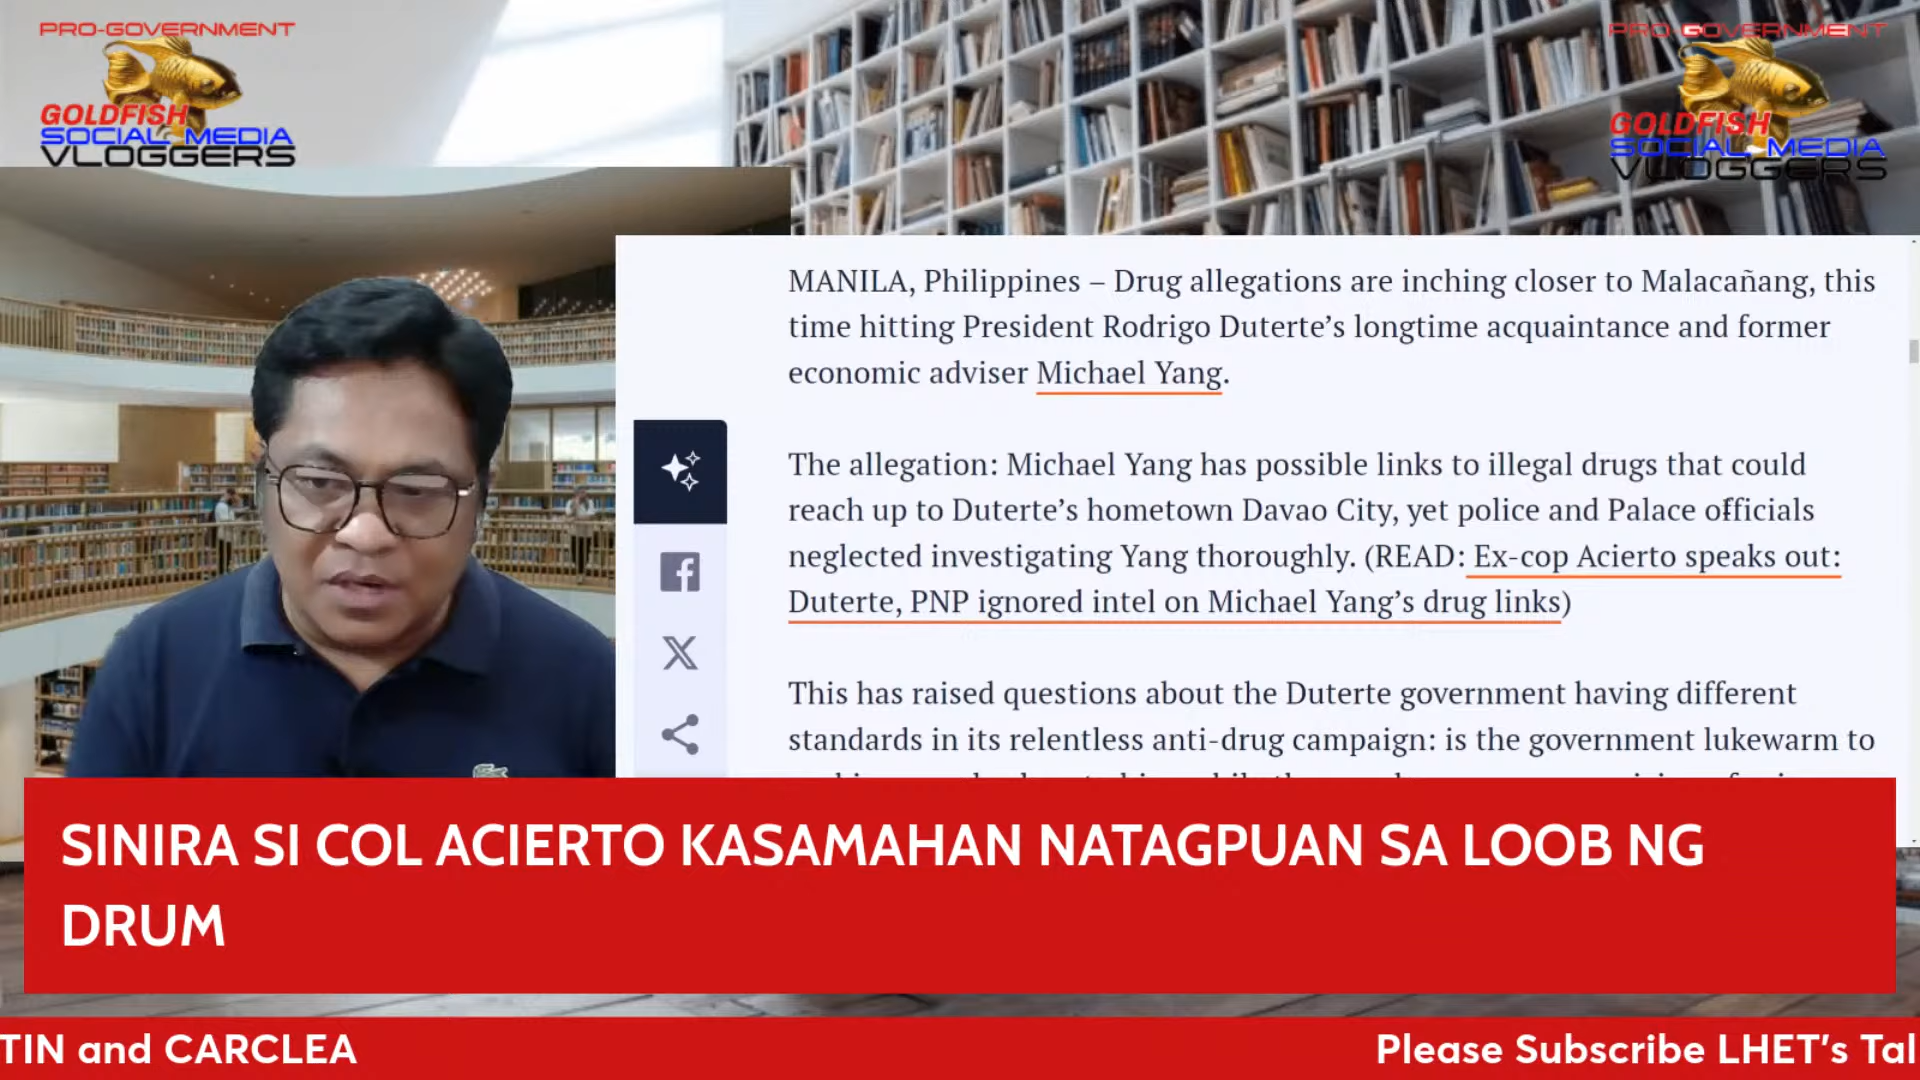 PRO-GOVERNMENT
GOLDFISH
SOCIAL MEDIA
VLOGGERS
PRO-GOVERNMENT
GOLDFISH
SOCIAL MEDIA
VLOGGERS
MANILA, Philippines – Drug allegations are inching closer to Malacañang, this
time hitting President Rodrigo Duterte’s longtime acquaintance and former
economic adviser Michael Yang.
The allegation: Michael Yang has possible links to illegal drugs that could
reach up to Duterte’s hometown Davao City, yet police and Palace officials
neglected investigating Yang thoroughly. (READ: Ex-cop Acierto speaks out:
Duterte, PNP ignored intel on Michael Yang’s drug links)
This has raised questions about the Duterte government having different
standards in its relentless anti-drug campaign: is the government lukewarm to
SINIRA SI COL ACIERTO KASAMAHAN NATAGPUAN SA LOOB NG
DRUM
TIN and CARCLEA
Please Subscribe LHET's Tal